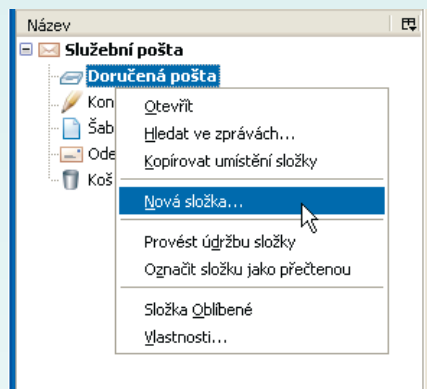 Název
Služební pošta
Doručená pošta
Kon
Šab
Ode
Koš
Otevřít
Hledat ve zprávách...
Kopírovat umístění složky
Nová složka...
Provést údržbu složky
Označit složku jako přečtenou
Složka Oblíbené
Vlastnosti...